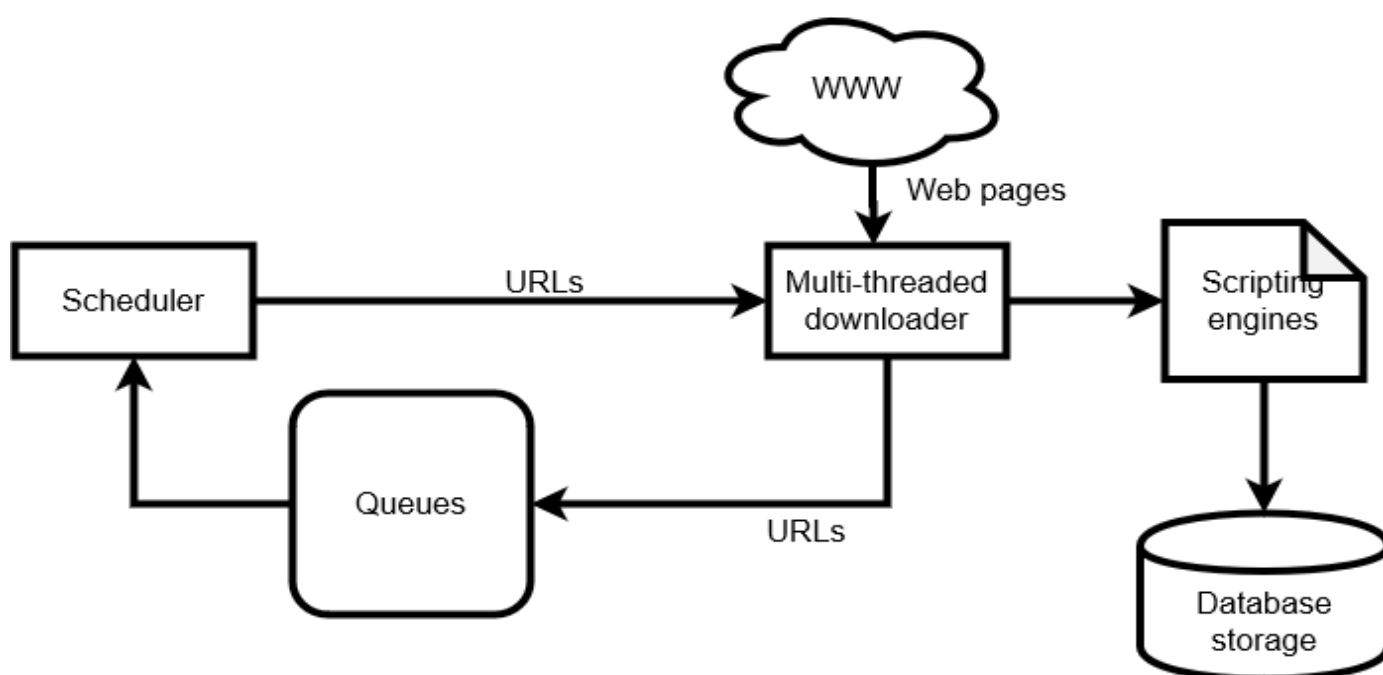 WWW
Web pages
Scheduler
URLs
Multi-threaded
downloader
Scripting
engines
Queues
URLs
Database
storage